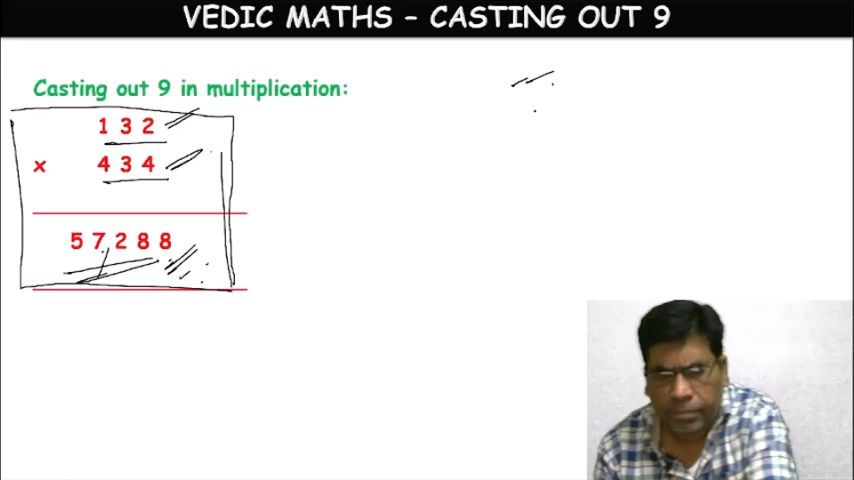 VEDIC MATHS – CASTING OUT 9
Casting out 9 in multiplication:
1 3 2
x 4 3 4
5 7 2 8 8